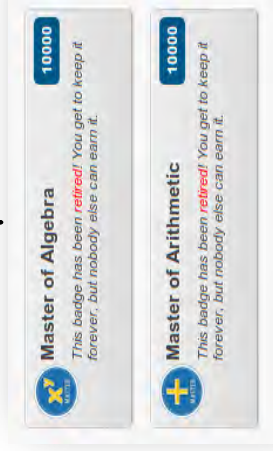 Master of Algebra
10000
This badge has been retired! You get to keep it
forever, but nobody else can earn it.
x^y
MASTER
Master of Arithmetic
10000
This badge has been retired! You get to keep it
forever, but nobody else can earn it.
+
MASTER